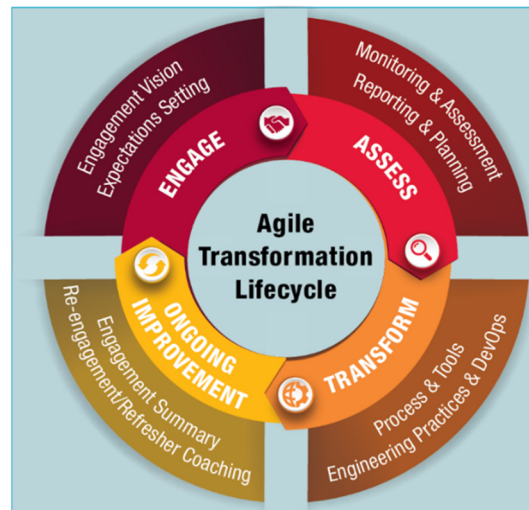 Engagement Vision
Expectations Setting
ENGAGE
Monitoring & Assessment
Reporting & Planning
ASSESS
Agile
Transformation
Lifecycle
ONGOING
IMPROVEMENT
Engagement Summary
Re-engagement/Refresher Coaching
TRANSFORM
Process & Tools
Engineering Practices & DevOps